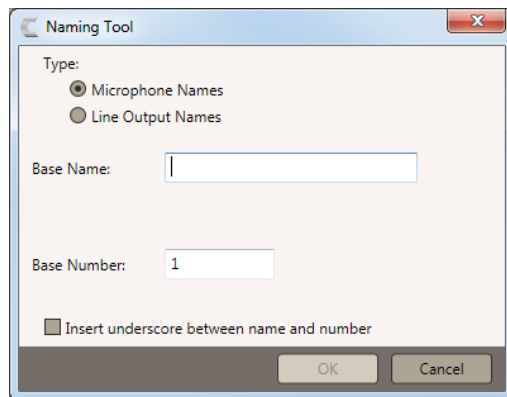 Naming Tool
Type:
Microphone Names
Line Output Names
Base Name:
Base Number: 1
Insert underscore between name and number
OK Cancel